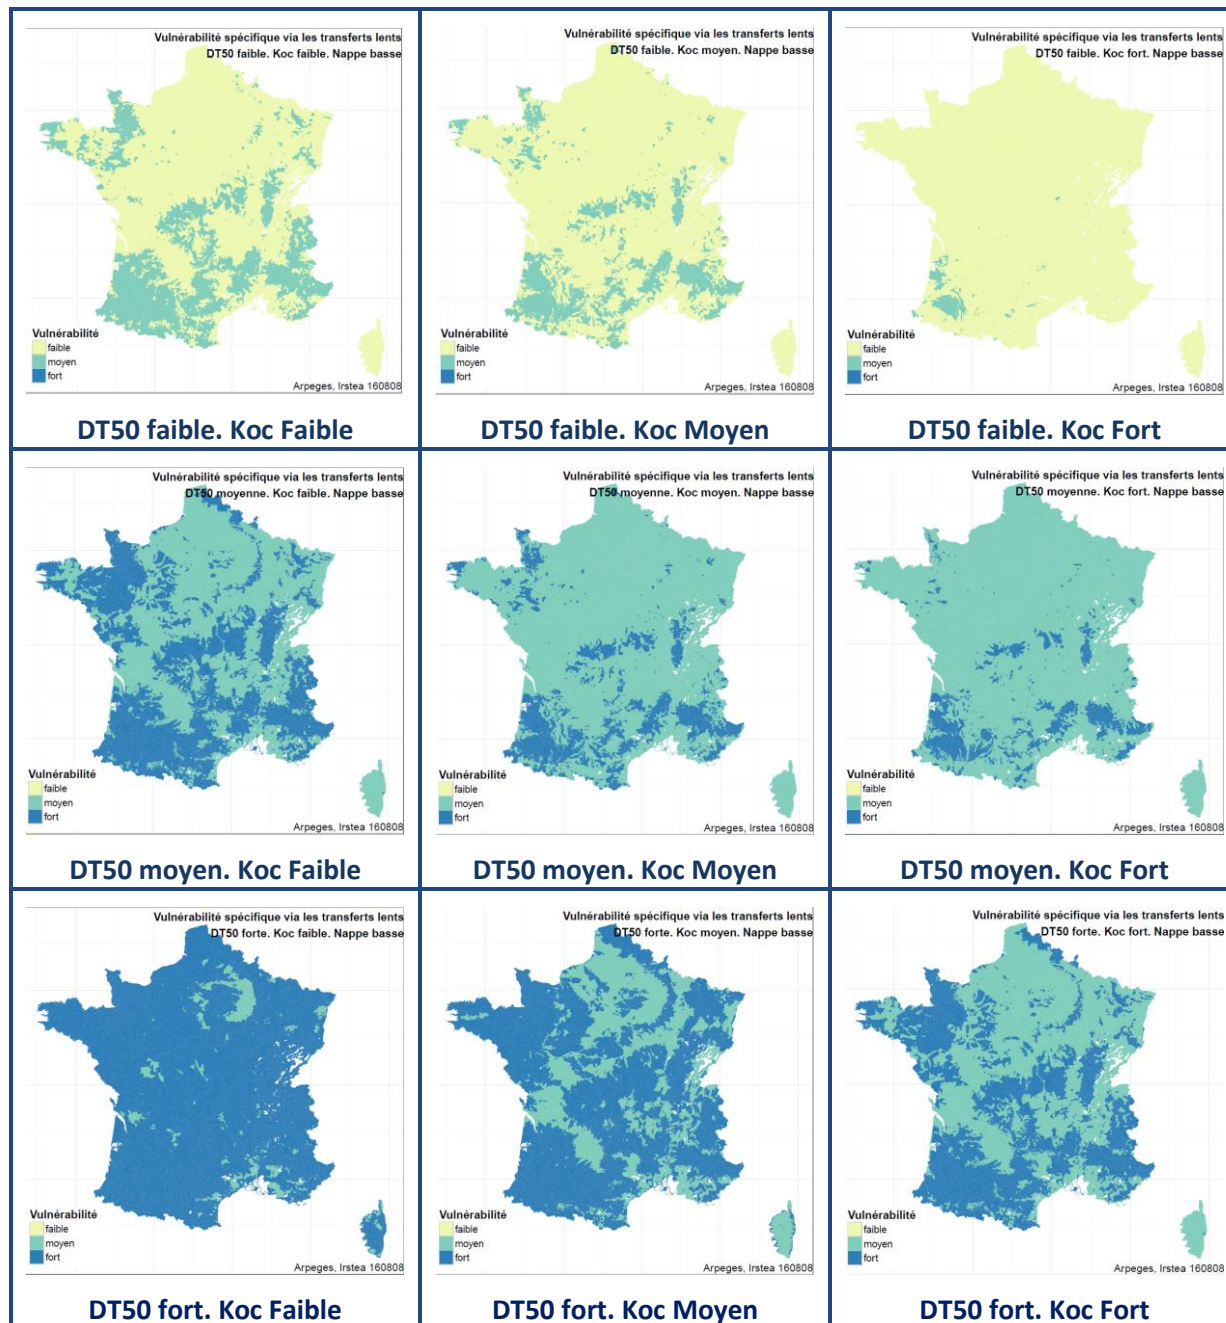 Vulnérabilité spécifique via les transferts lents
DT50 faible. Koc faible. Nappe basse
Vulnérabilité
faible
moyen
fort
Arpeges, Irstea 160808
DT50 faible. Koc Faible
Vulnérabilité spécifique via les transferts lents
DT50 faible. Koc moyen. Nappe basse
Vulnérabilité
faible
moyen
fort
Arpeges, Irstea 160808
DT50 faible. Koc Moyen
Vulnérabilité spécifique via les transferts lents
DT50 faible. Koc fort. Nappe basse
Vulnérabilité
faible
moyen
fort
Arpeges, Irstea 160808
DT50 faible. Koc Fort
Vulnérabilité spécifique via les transferts lents
DT50 moyenne. Koc faible. Nappe basse
Vulnérabilité
faible
moyen
fort
Arpeges, Irstea 160808
DT50 moyen. Koc Faible
Vulnérabilité spécifique via les transferts lents
DT50 moyenne. Koc moyen. Nappe basse
Vulnérabilité
faible
moyen
fort
Arpeges, Irstea 160808
DT50 moyen. Koc Moyen
Vulnérabilité spécifique via les transferts lents
DT50 moyenne. Koc fort. Nappe basse
Vulnérabilité
faible
moyen
fort
Arpeges, Irstea 160808
DT50 moyen. Koc Fort
Vulnérabilité spécifique via les transferts lents
DT50 forte. Koc faible. Nappe basse
Vulnérabilité
faible
moyen
fort
Arpeges, Irstea 160808
DT50 fort. Koc Faible
Vulnérabilité spécifique via les transferts lents
DT50 forte. Koc moyen. Nappe basse
Vulnérabilité
faible
moyen
fort
Arpeges, Irstea 160808
DT50 fort. Koc Moyen
Vulnérabilité spécifique via les transferts lents
DT50 forte. Koc fort. Nappe basse
Vulnérabilité
faible
moyen
fort
Arpeges, Irstea 160808
DT50 fort. Koc Fort